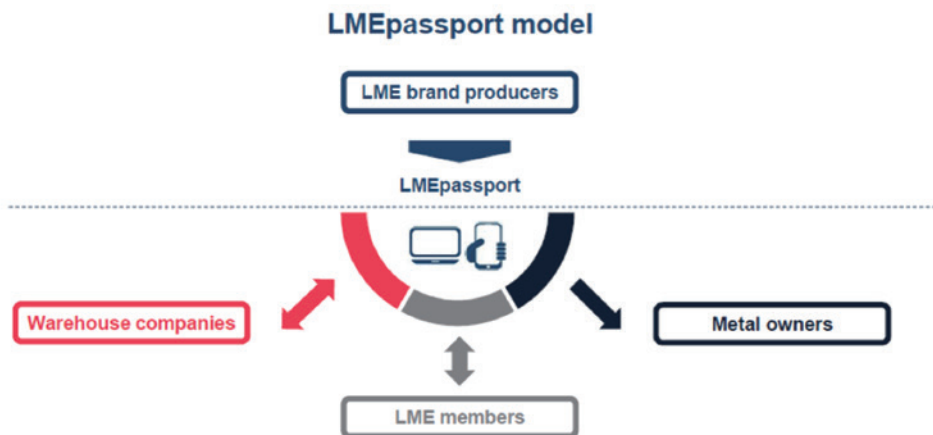 LMEpassport model
LME brand producers
LMEpassport
Warehouse companies
Metal owners
LME members